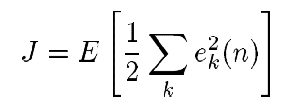 J = E [ 1/2 ∑_k e_k^2(n) ]